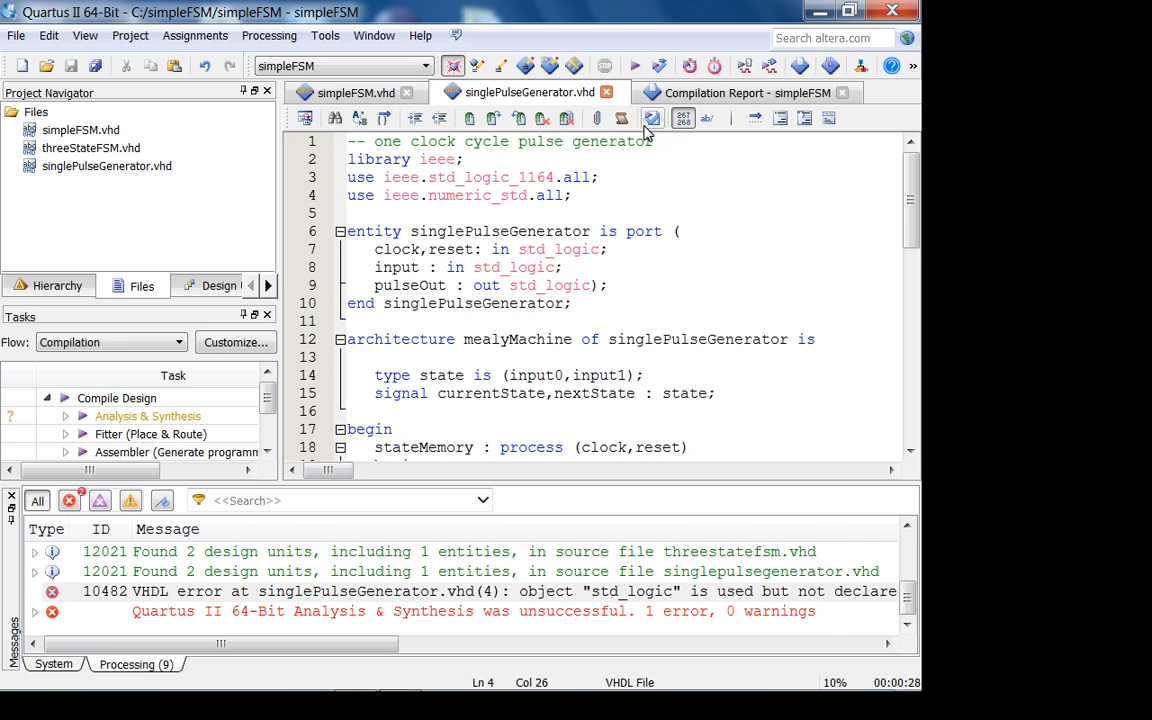 Quartus II 64-Bit - C:/simpleFSM/simpleFSM - simpleFSM
File Edit View Project Assignments Processing Tools Window Help
Search altera.com
simpleFSM
STOP
»
Project Navigator
simpleFSM.vhd
singlePulseGenerator.vhd
Compilation Report - simpleFSM
Files
simpleFSM.vhd
threeStateFSM.vhd
singlePulseGenerator.vhd
Hierarchy
Files
Design
267
268
ab/
1 -- one clock cycle pulse generator
2 library ieee;
3 use ieee.std_logic_1164.all;
4 use ieee.numeric_std.all;
5
6 entity singlePulseGenerator is port (
7 clock,reset: in std_logic;
8 input : in std_logic;
9 pulseOut : out std_logic);
10 end singlePulseGenerator;
11
12 architecture mealyMachine of singlePulseGenerator is
13
14 type state is (input0,input1);
15 signal currentState,nextState : state;
16
17 begin
18 stateMemory : process (clock,reset)
Tasks
Flow: Compilation
Customize...
Task
Compile Design
? Analysis & Synthesis
Fitter (Place & Route)
Assembler (Generate programm
All
2
<<Search>>
Type ID Message
12021 Found 2 design units, including 1 entities, in source file threestatefsm.vhd
12021 Found 2 design units, including 1 entities, in source file singlepulsegenerator.vhd
10482 VHDL error at singlePulseGenerator.vhd(4): object "std_logic" is used but not declare
Quartus II 64-Bit Analysis & Synthesis was unsuccessful. 1 error, 0 warnings
Messages
System
Processing (9)
Ln 4 Col 26 VHDL File 10% 00:00:28